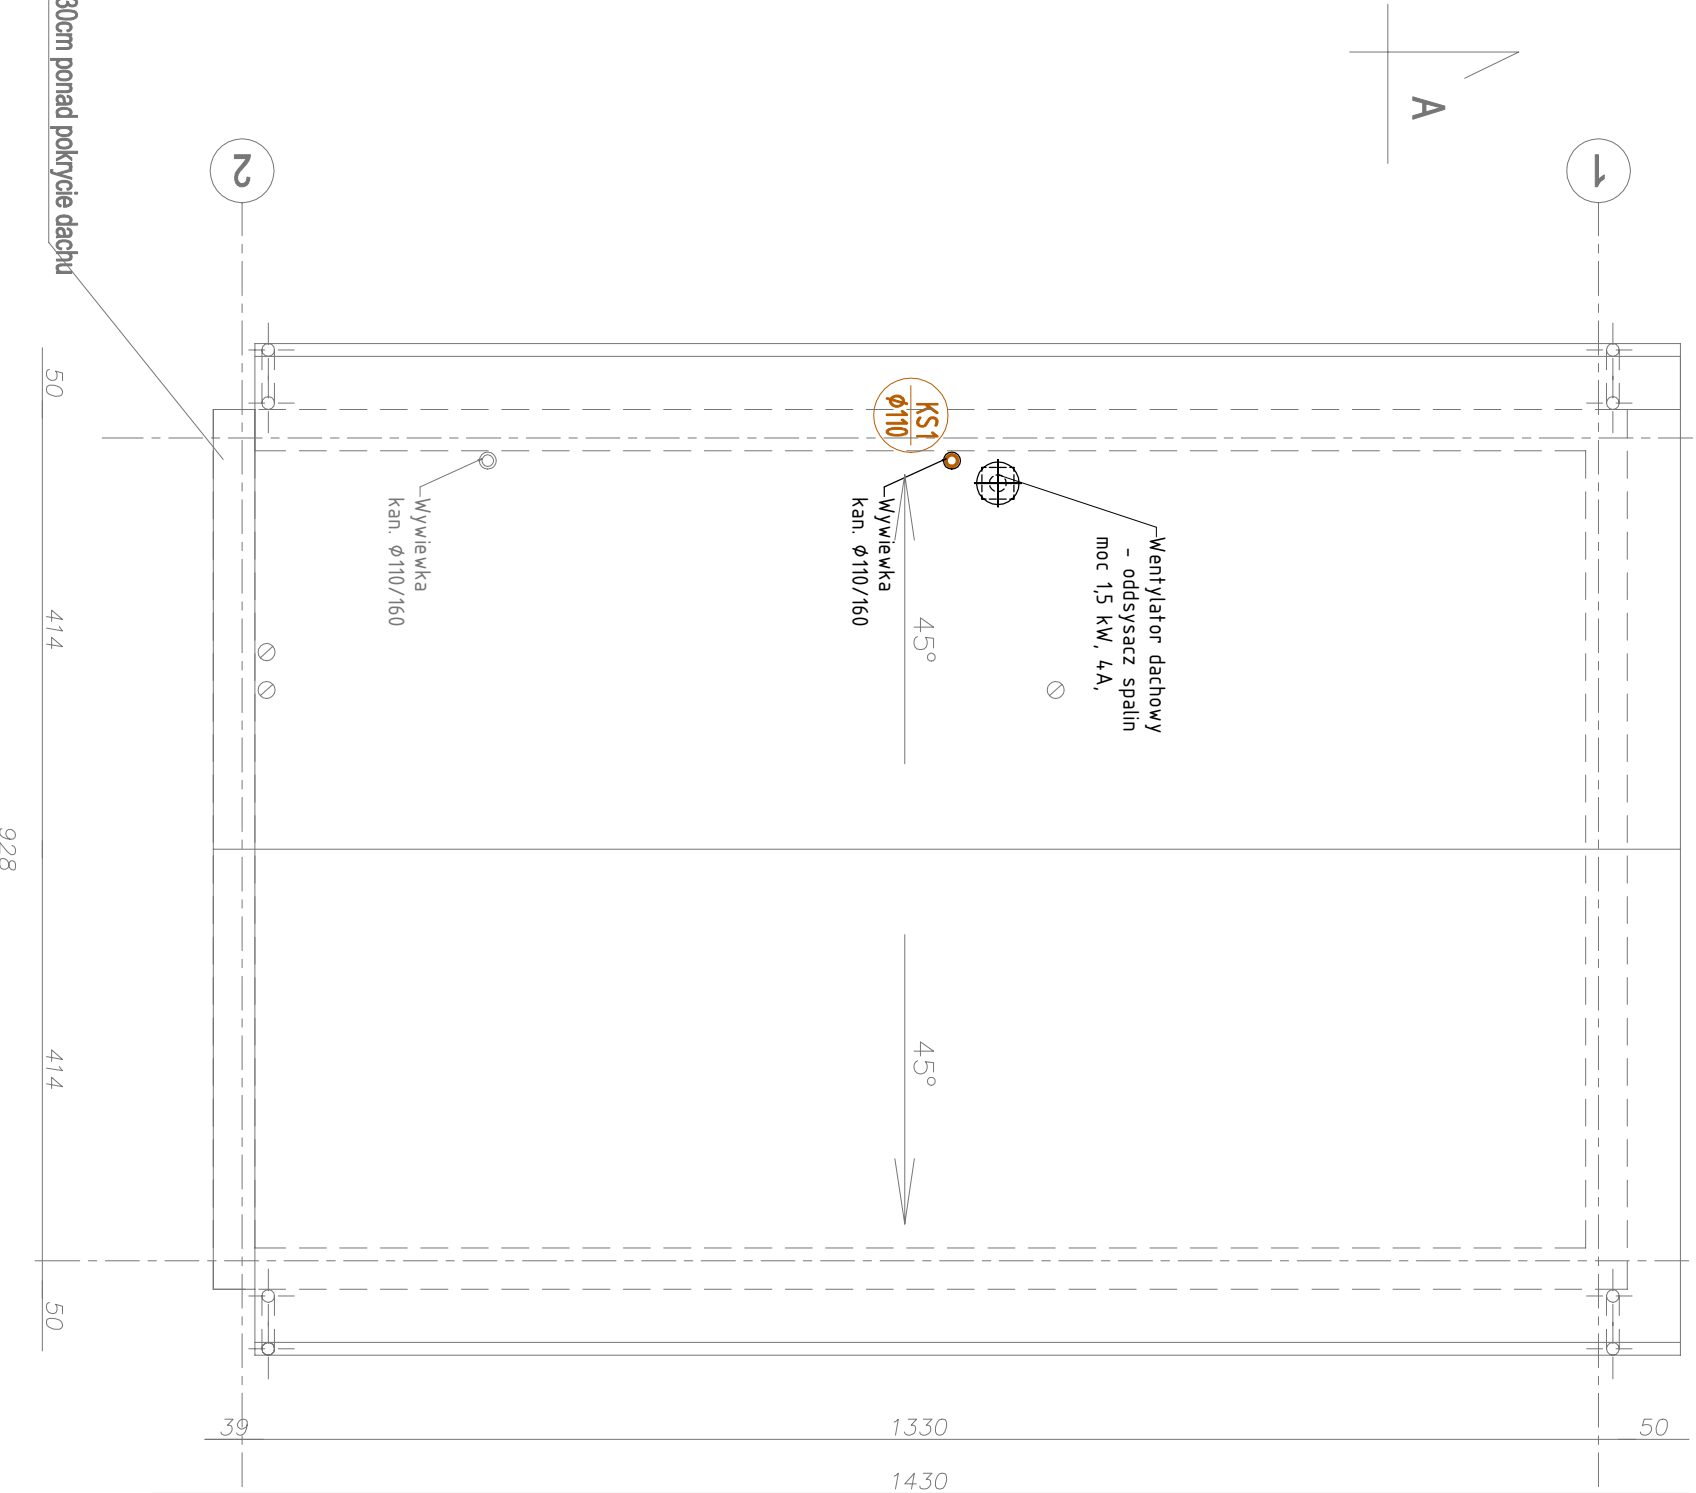 30cm ponad pokrycie dachu
A
2
1
KS1
ø110
Wywiewka
kan. ø110/160
Wywiewka
kan. ø110/160
Wentylator dachowy
- oddsysacz spalin
moc 1,5 kW, 4A,
45°
45°
50
414
928
414
50
39
1330
50
1430